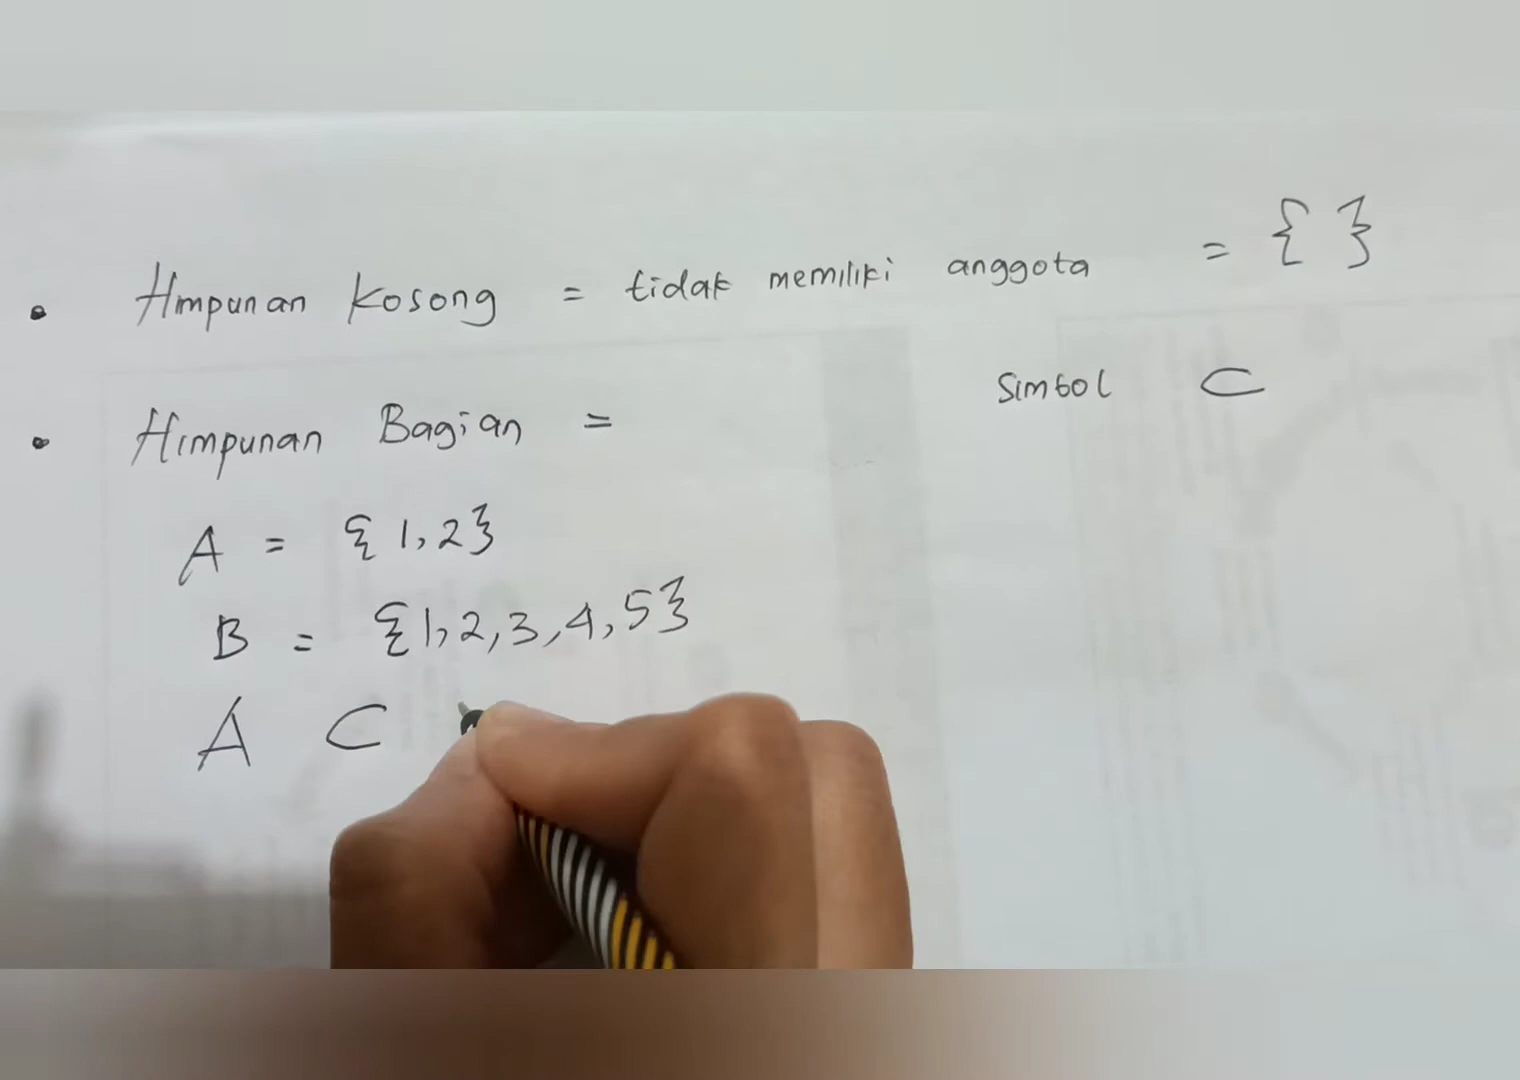 Himpunan Kosong = tidak memiliki anggota = { }
Simbol ⊂
Himpunan Bagian =
A = {1,2}
B = {1,2,3,4,5}
A ⊂